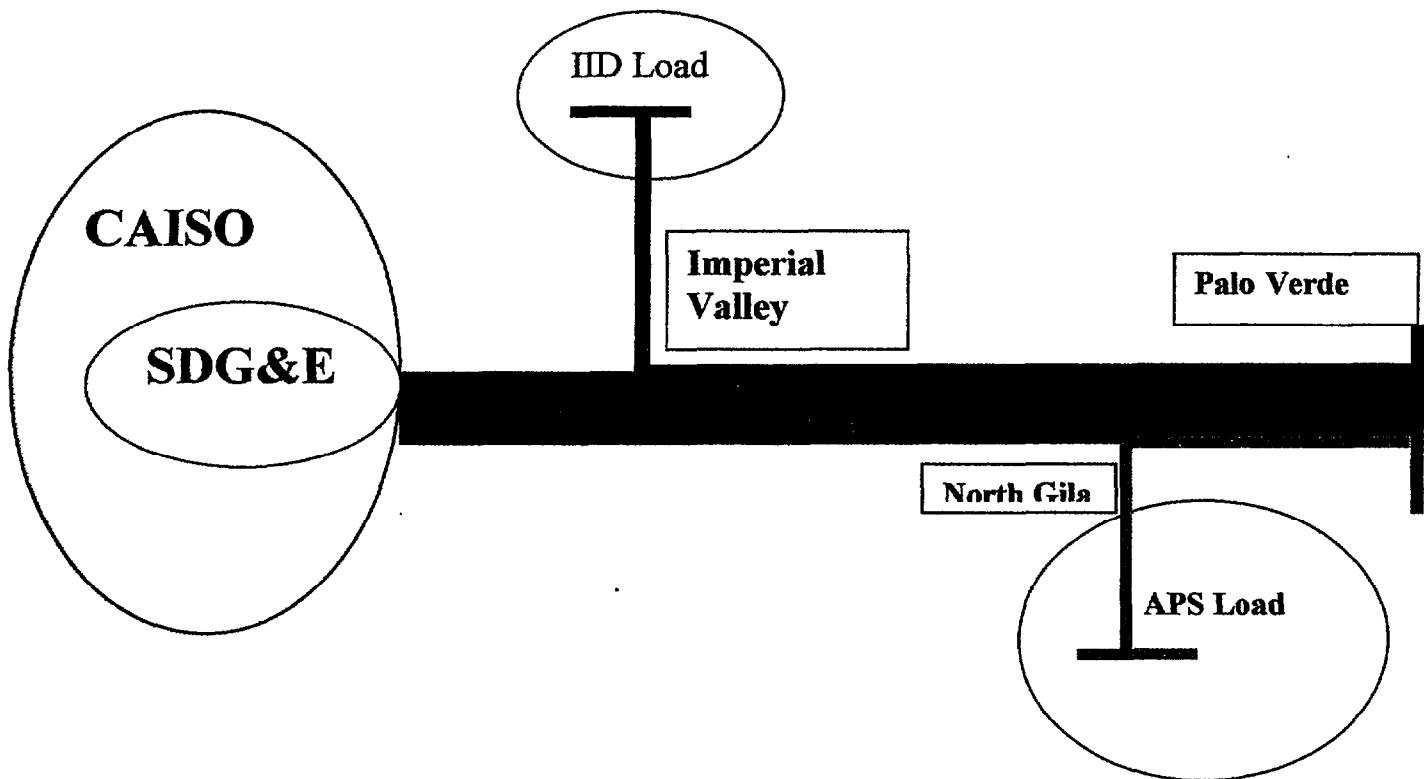 IID Load
CAISO
Imperial
Valley
Palo Verde
SDG&E
North Gila
APS Load